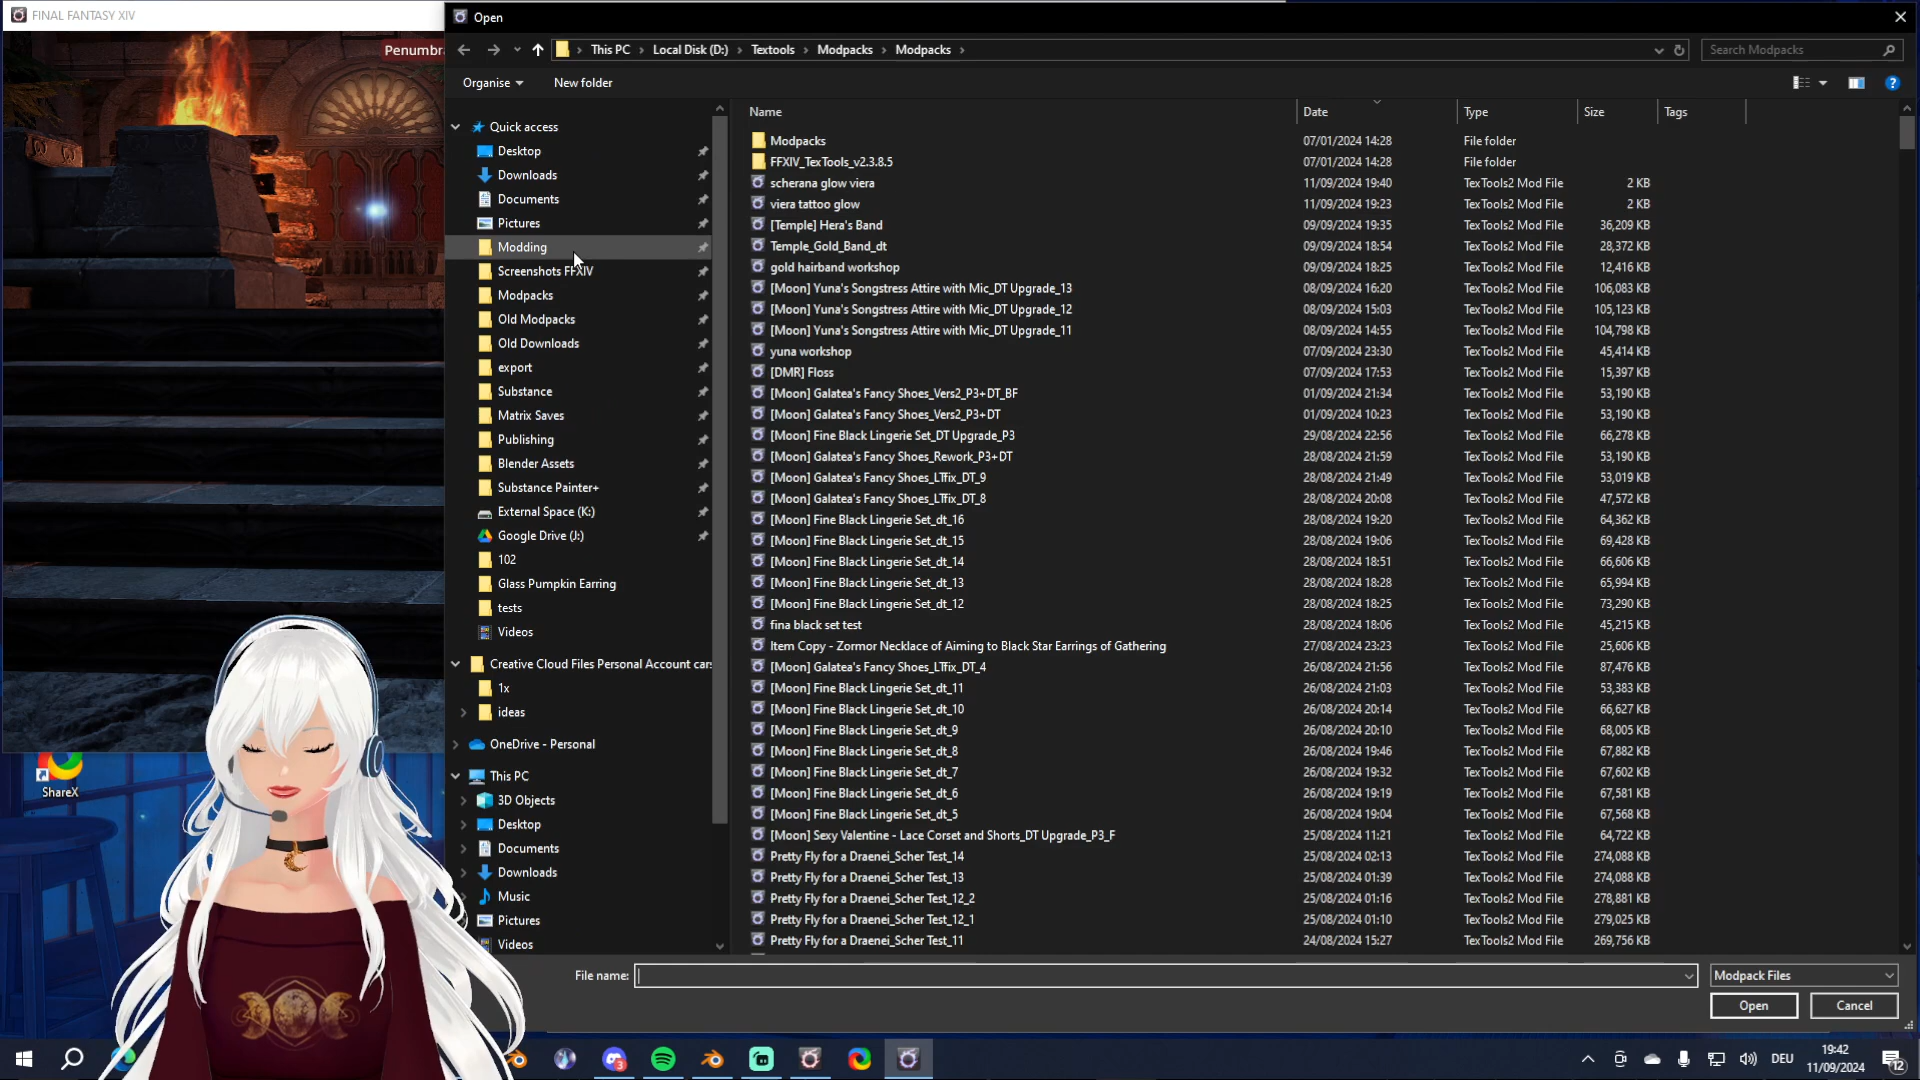 FINAL FANTASY XIV
Penumbra
Open
This PC > Local Disk (D:) > Textools > Modpacks > Modpacks >
Search Modpacks
Organise New folder
Name Date Type Size Tags
Quick access
Desktop
Downloads
Documents
Pictures
Modding
Screenshots FFXIV
Modpacks
Old Modpacks
Old Downloads
export
Substance
Matrix Saves
Publishing
Blender Assets
Substance Painter+
External Space (K:)
Google Drive (J:)
102
Glass Pumpkin Earring
tests
Videos
Creative Cloud Files Personal Account car
1x
ideas
OneDrive - Personal
This PC
3D Objects
Desktop
Documents
Downloads
Music
Pictures
Videos
Modpacks 07/01/2024 14:28 File folder
FFXIV_TexTools_v2.3.8.5 07/01/2024 14:28 File folder
scherana glow viera 11/09/2024 19:40 TexTools2 Mod File 2 KB
viera tattoo glow 11/09/2024 19:23 TexTools2 Mod File 2 KB
[Temple] Hera's Band 09/09/2024 19:35 TexTools2 Mod File 36,209 KB
Temple_Gold_Band_dt 09/09/2024 18:54 TexTools2 Mod File 28,372 KB
gold hairband workshop 09/09/2024 18:25 TexTools2 Mod File 12,416 KB
[Moon] Yuna's Songstress Attire with Mic_DT Upgrade_13 08/09/2024 16:20 TexTools2 Mod File 106,083 KB
[Moon] Yuna's Songstress Attire with Mic_DT Upgrade_12 08/09/2024 15:03 TexTools2 Mod File 105,123 KB
[Moon] Yuna's Songstress Attire with Mic_DT Upgrade_11 08/09/2024 14:55 TexTools2 Mod File 104,798 KB
yuna workshop 07/09/2024 23:30 TexTools2 Mod File 45,414 KB
[DMR] Floss 07/09/2024 17:53 TexTools2 Mod File 15,397 KB
[Moon] Galatea's Fancy Shoes_Vers2_P3+DT_BF 01/09/2024 21:34 TexTools2 Mod File 53,190 KB
[Moon] Galatea's Fancy Shoes_Vers2_P3+DT 01/09/2024 10:23 TexTools2 Mod File 53,190 KB
[Moon] Fine Black Lingerie Set_DT Upgrade_P3 29/08/2024 22:56 TexTools2 Mod File 66,278 KB
[Moon] Galatea's Fancy Shoes_Rework_P3+DT 28/08/2024 21:59 TexTools2 Mod File 53,190 KB
[Moon] Galatea's Fancy Shoes_LTfix_DT_9 28/08/2024 21:49 TexTools2 Mod File 53,019 KB
[Moon] Galatea's Fancy Shoes_LTfix_DT_8 28/08/2024 20:08 TexTools2 Mod File 47,572 KB
[Moon] Fine Black Lingerie Set_dt_16 28/08/2024 19:20 TexTools2 Mod File 64,362 KB
[Moon] Fine Black Lingerie Set_dt_15 28/08/2024 19:06 TexTools2 Mod File 69,428 KB
[Moon] Fine Black Lingerie Set_dt_14 28/08/2024 18:51 TexTools2 Mod File 66,606 KB
[Moon] Fine Black Lingerie Set_dt_13 28/08/2024 18:28 TexTools2 Mod File 65,994 KB
[Moon] Fine Black Lingerie Set_dt_12 28/08/2024 18:25 TexTools2 Mod File 73,290 KB
fina black set test 28/08/2024 18:06 TexTools2 Mod File 45,215 KB
Item Copy - Zormor Necklace of Aiming to Black Star Earrings of Gathering 27/08/2024 23:23 TexTools2 Mod File 25,606 KB
[Moon] Galatea's Fancy Shoes_LTfix_DT_4 26/08/2024 21:56 TexTools2 Mod File 87,476 KB
[Moon] Fine Black Lingerie Set_dt_11 26/08/2024 21:03 TexTools2 Mod File 53,383 KB
[Moon] Fine Black Lingerie Set_dt_10 26/08/2024 20:14 TexTools2 Mod File 66,627 KB
[Moon] Fine Black Lingerie Set_dt_9 26/08/2024 20:10 TexTools2 Mod File 68,005 KB
[Moon] Fine Black Lingerie Set_dt_8 26/08/2024 19:46 TexTools2 Mod File 67,882 KB
[Moon] Fine Black Lingerie Set_dt_7 26/08/2024 19:32 TexTools2 Mod File 67,602 KB
[Moon] Fine Black Lingerie Set_dt_6 26/08/2024 19:19 TexTools2 Mod File 67,581 KB
[Moon] Fine Black Lingerie Set_dt_5 26/08/2024 19:04 TexTools2 Mod File 67,568 KB
[Moon] Sexy Valentine - Lace Corset and Shorts_DT Upgrade_P3_F 25/08/2024 11:21 TexTools2 Mod File 64,722 KB
Pretty Fly for a Draenei_Scher Test_14 25/08/2024 02:13 TexTools2 Mod File 274,088 KB
Pretty Fly for a Draenei_Scher Test_13 25/08/2024 01:39 TexTools2 Mod File 274,088 KB
Pretty Fly for a Draenei_Scher Test_12_2 25/08/2024 01:16 TexTools2 Mod File 278,881 KB
Pretty Fly for a Draenei_Scher Test_12_1 25/08/2024 01:10 TexTools2 Mod File 279,025 KB
Pretty Fly for a Draenei_Scher Test_11 24/08/2024 15:27 TexTools2 Mod File 269,756 KB
ShareX
File name: Modpack Files
Open Cancel
3
DEU
19:42
11/09/2024
12